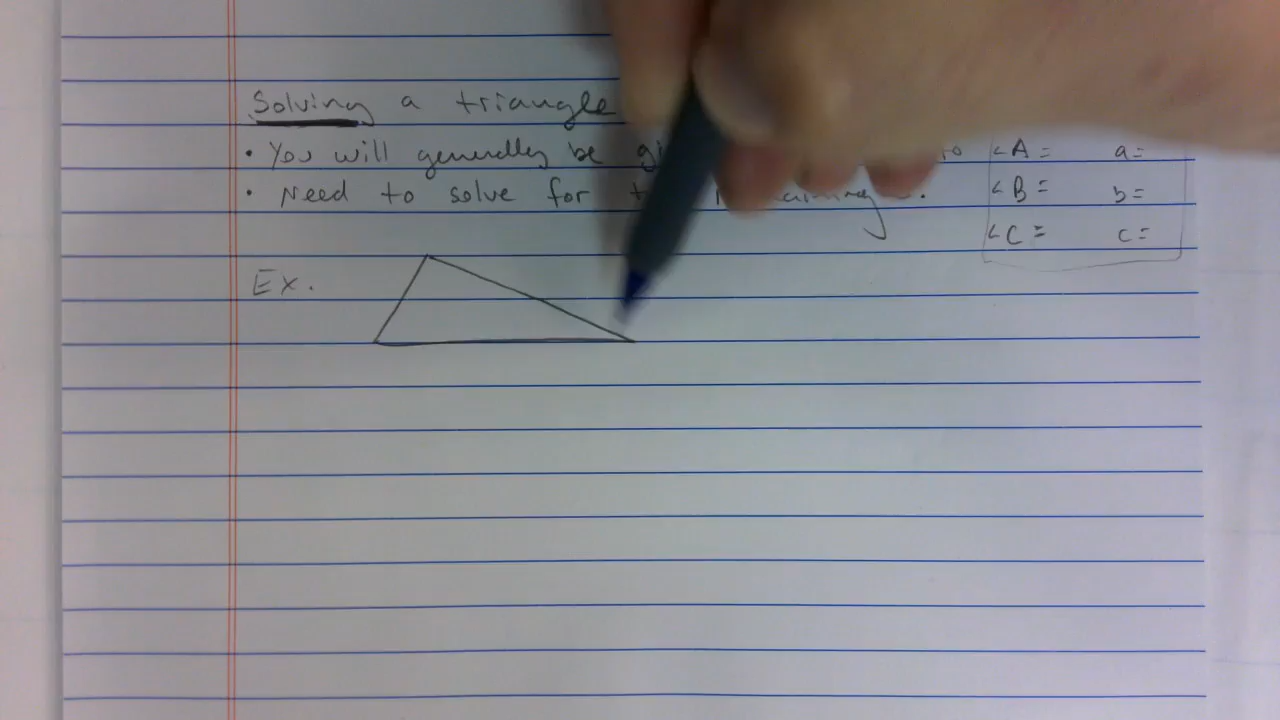 Solving a triangle
• You will generally be
∠A = a=
• Need to solve for
∠B = b=
∠C = c=
Ex.